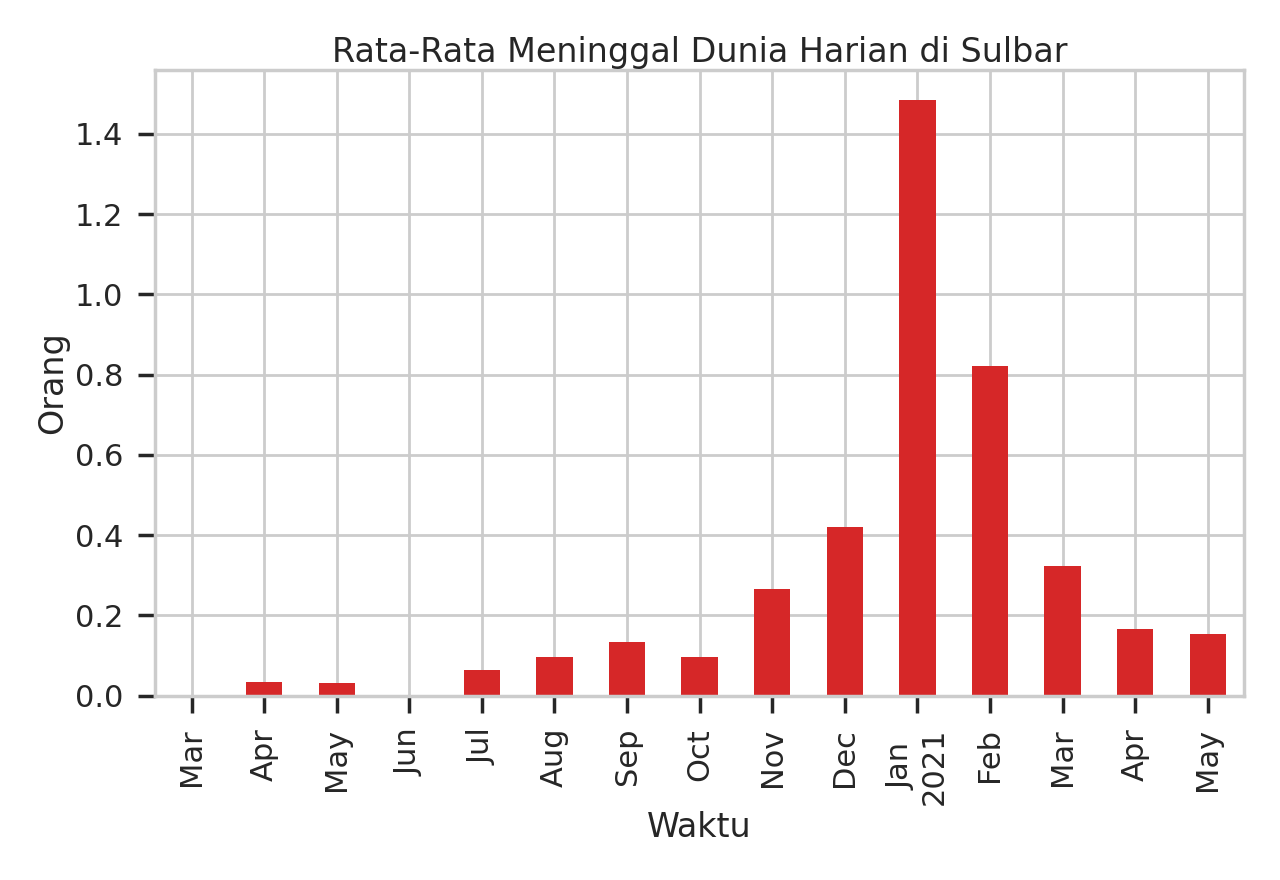 Rata-Rata Meninggal Dunia Harian di Sulbar
Orang
1.4
1.2
1.0
0.8
0.6
0.4
0.2
0.0
Mar
Apr
May
Jun
Jul
Aug
Sep
Oct
Nov
Dec
Jan
2021
Feb
Mar
Apr
May
Waktu